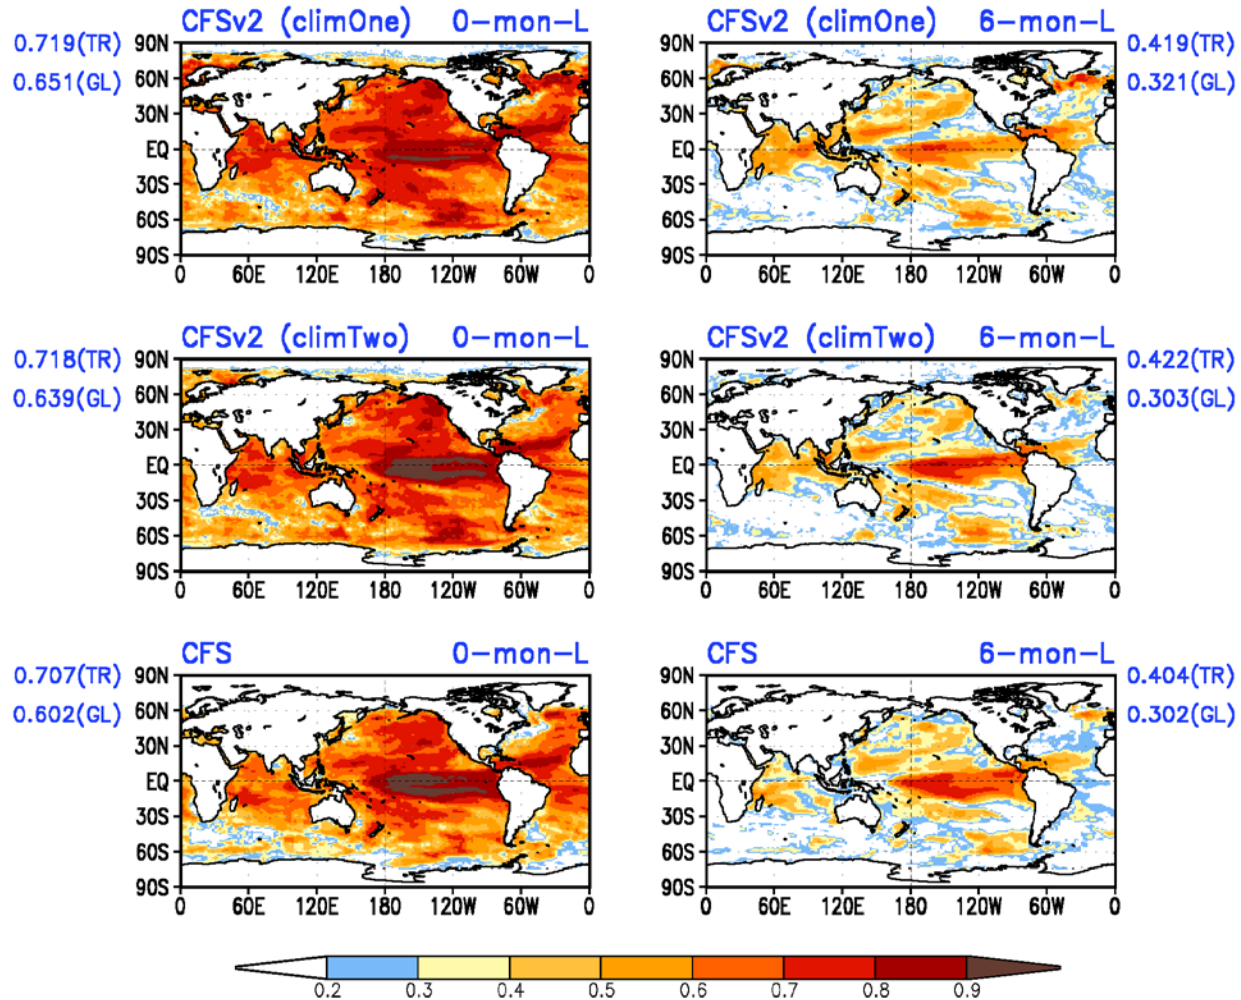 CFSv2 (climOne) 0-mon-L
0.719(TR)
0.651(GL)
90N
60N
30N
EQ
30S
60S
90S
0 60E 120E 180 120W 60W 0
CFSv2 (climOne) 6-mon-L
0.419(TR)
0.321(GL)
90N
60N
30N
EQ
30S
60S
90S
0 60E 120E 180 120W 60W 0
CFSv2 (climTwo) 0-mon-L
0.718(TR)
0.639(GL)
90N
60N
30N
EQ
30S
60S
90S
0 60E 120E 180 120W 60W 0
CFSv2 (climTwo) 6-mon-L
0.422(TR)
0.303(GL)
90N
60N
30N
EQ
30S
60S
90S
0 60E 120E 180 120W 60W 0
CFS 0-mon-L
0.707(TR)
0.602(GL)
90N
60N
30N
EQ
30S
60S
90S
0 60E 120E 180 120W 60W 0
CFS 6-mon-L
0.404(TR)
0.302(GL)
90N
60N
30N
EQ
30S
60S
90S
0 60E 120E 180 120W 60W 0
0.2 0.3 0.4 0.5 0.6 0.7 0.8 0.9